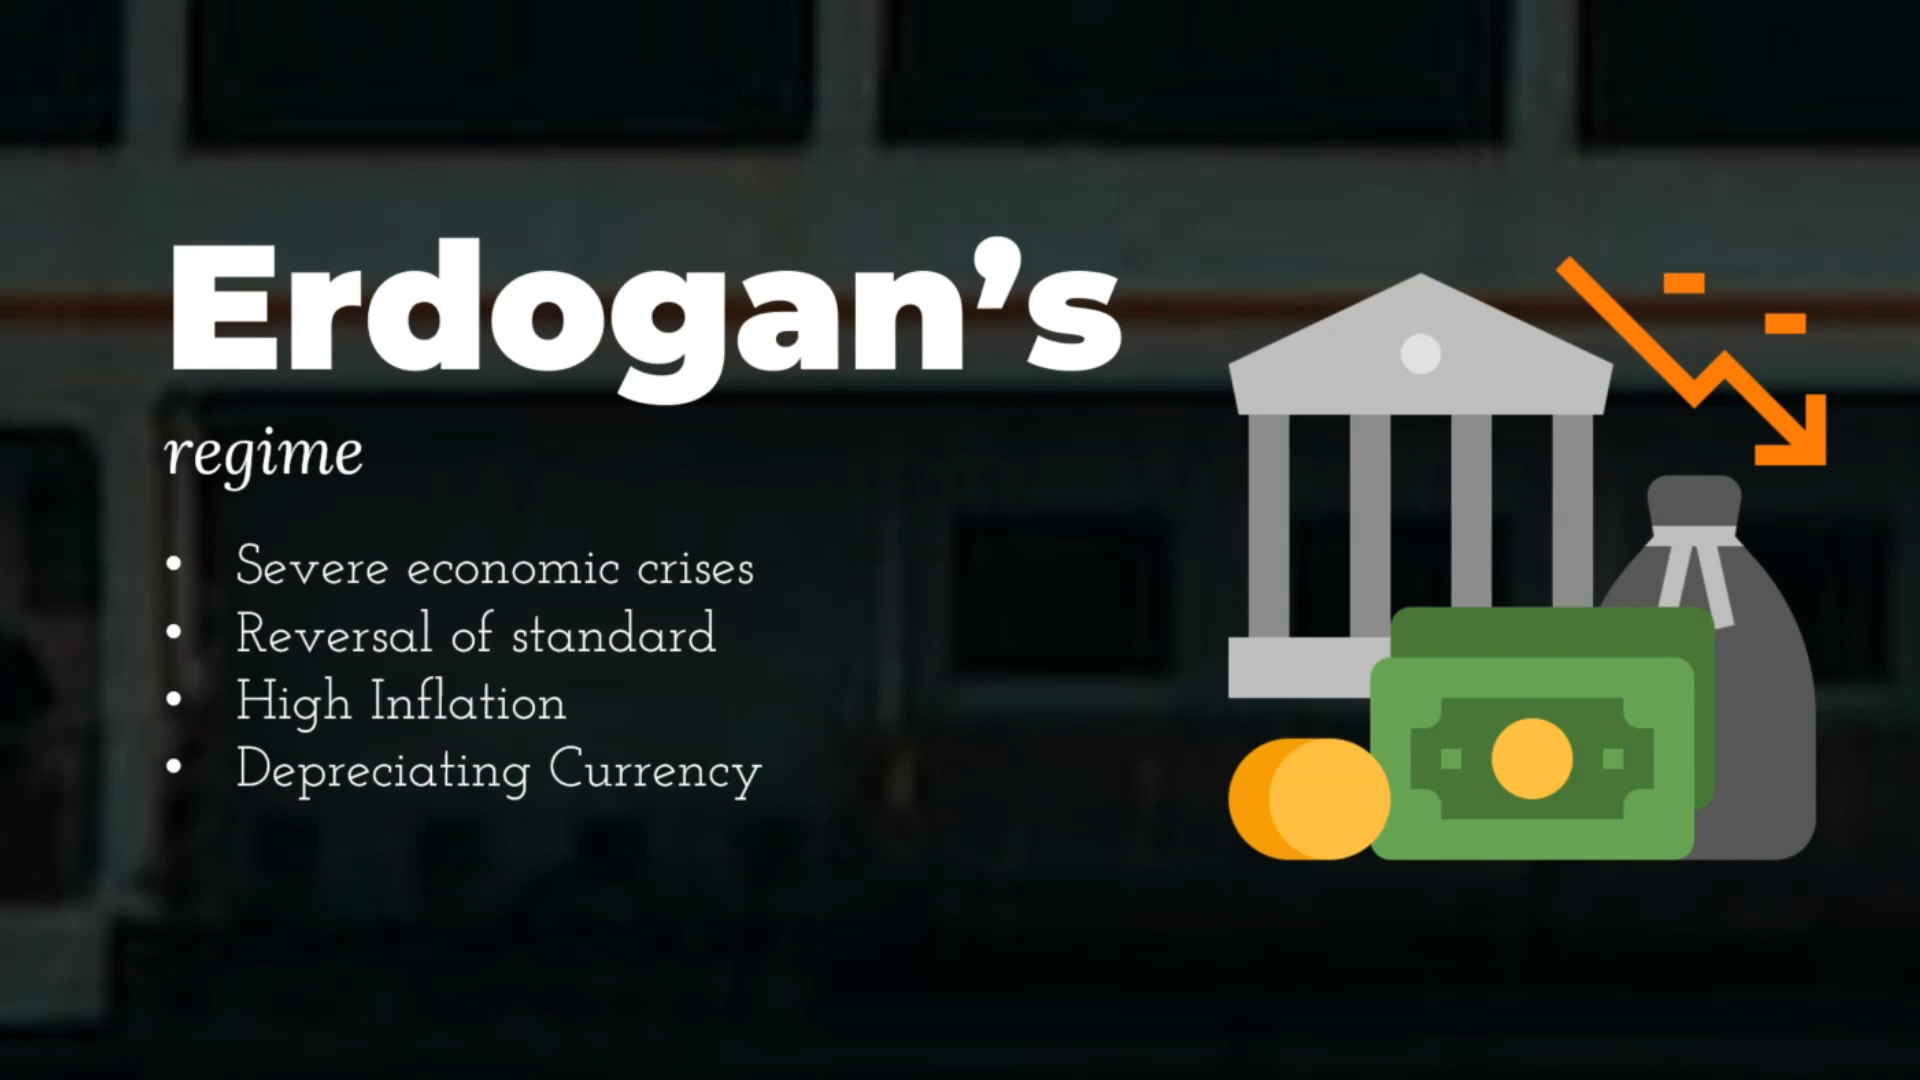 Erdogan’s
regime
• Severe economic crises
• Reversal of standard
• High Inflation
• Depreciating Currency